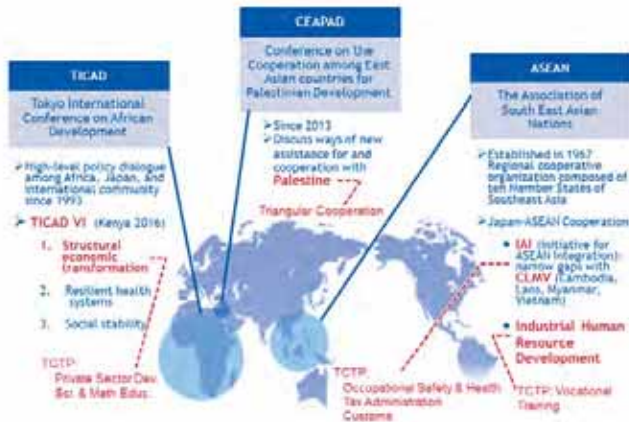 TICAD
Tokyo International
Conference on African
Development
➢High-level policy dialogue
among Africa, Japan, and
international community
since 1993
➢ TICAD VI (Kenya 2016)
1. Structural
economic
transformation
2. Resilient health
systems
3. Social stability
TCTP:
Private Sector Dev.
Sci. & Math Educ.
CEAPAD
Conference on the
Cooperation among East
Asian countries for
Palestinian Development
➢Since 2013
➢Discuss ways of new
assistance for and
cooperation with
Palestine
Triangular Cooperation
ASEAN
The Association of
South East Asian
Nations
➢Established in 1967
Regional cooperative
organization composed of
ten Member States of
Southeast Asia
➢Japan-ASEAN Cooperation
• IAI (Initiative for
ASEAN Integration):
narrow gaps with
CLMV (Cambodia,
Laos, Myanmar,
Vietnam)
• Industrial Human
Resource
Development
TCTP:
Occupational Safety & Health
Tax Administration
Customs
TCTP: Vocational
Training